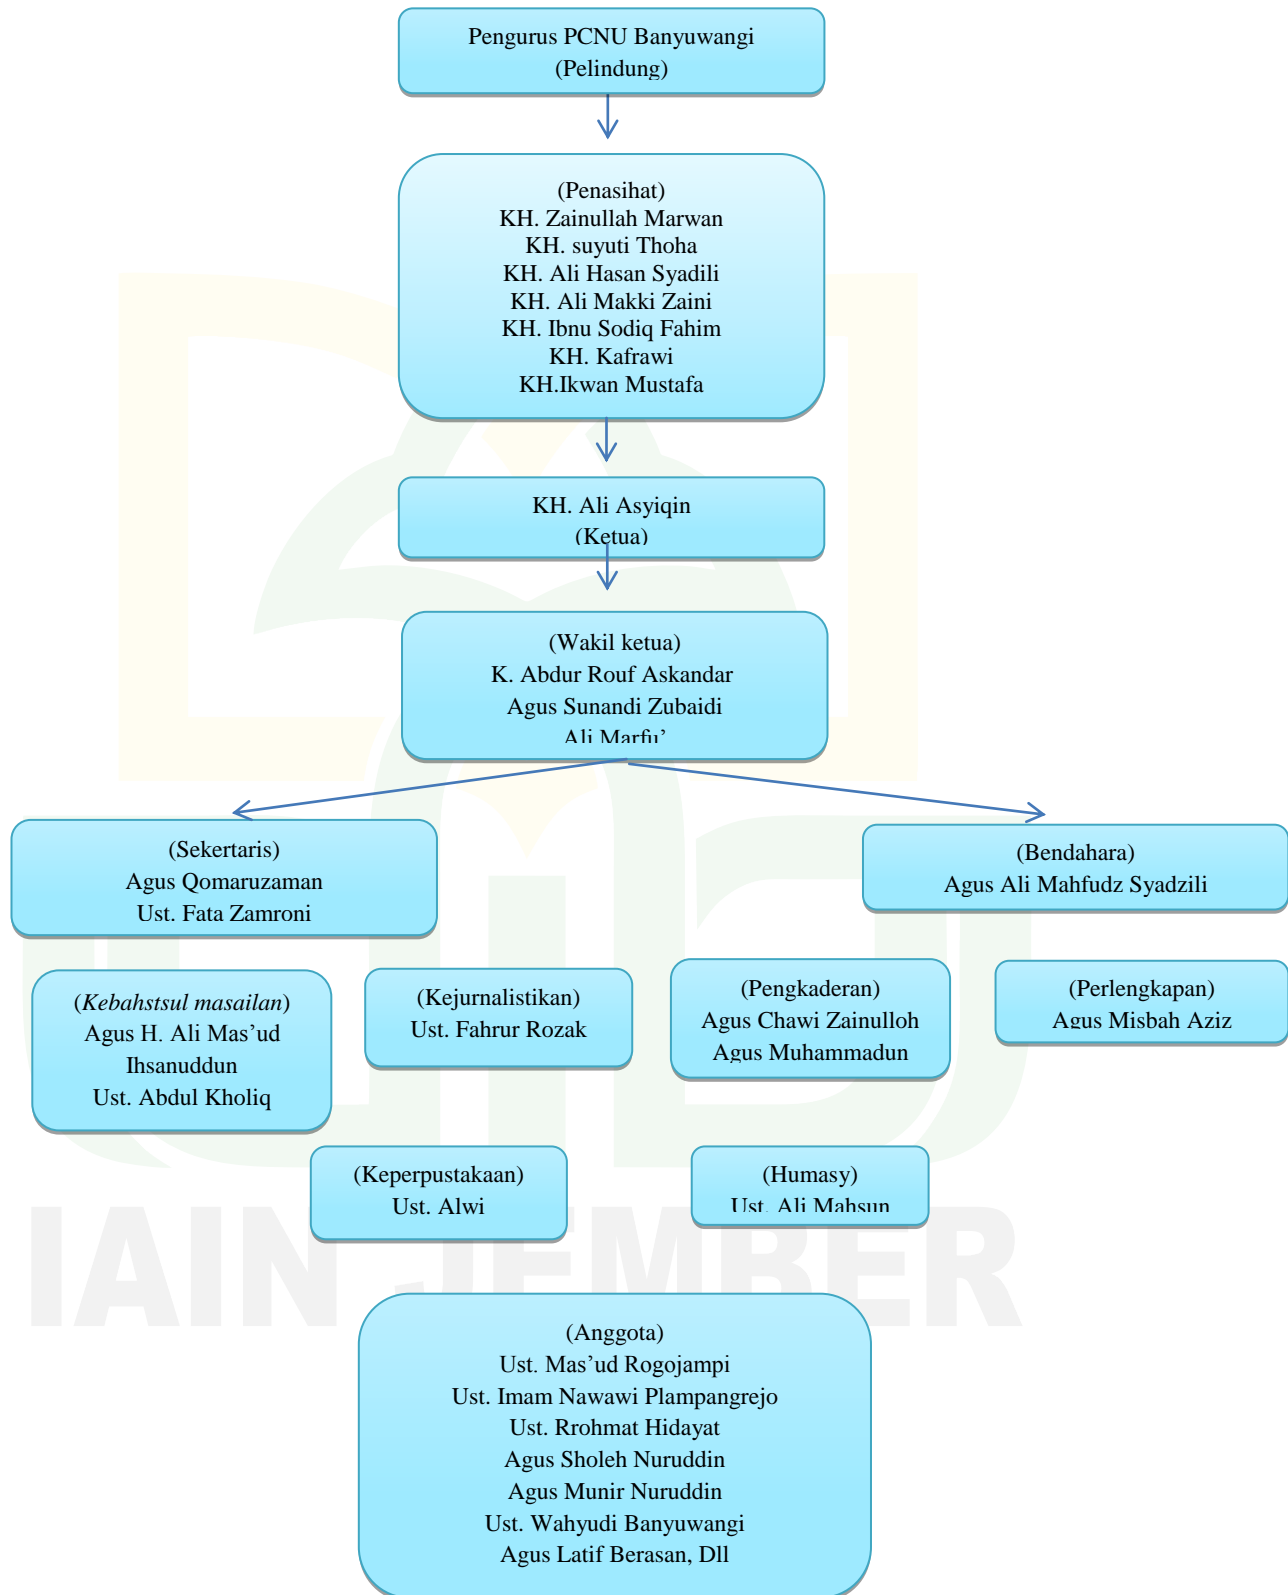 Pengurus PCNU Banyuwangi
(Pelindung)
(Penasihat)
KH. Zainullah Marwan
KH. suyuti Thoha
KH. Ali Hasan Syadili
KH. Ali Makki Zaini
KH. Ibnu Sodiq Fahim
KH. Kafrawi
KH.Ikwan Mustafa
KH. Ali Asyiqin
(Ketua)
(Wakil ketua)
K. Abdur Rouf Askandar
Agus Sunandi Zubaidi
Ali Marfu’
(Sekertaris)
Agus Qomaruzaman
Ust. Fata Zamroni
(Bendahara)
Agus Ali Mahfudz Syadzili
(Kebahstsul masailan)
Agus H. Ali Mas’ud
Ihsanuddun
Ust. Abdul Kholiq
(Kejurnalistikan)
Ust. Fahrur Rozak
(Pengkaderan)
Agus Chawi Zainulloh
Agus Muhammadun
(Perlengkapan)
Agus Misbah Aziz
(Keperpustakaan)
Ust. Alwi
(Humasy)
Ust. Ali Mahsun
IAIN JEMBER
(Anggota)
Ust. Mas’ud Rogojampi
Ust. Imam Nawawi Plampangrejo
Ust. Rrohmat Hidayat
Agus Sholeh Nuruddin
Agus Munir Nuruddin
Ust. Wahyudi Banyuwangi
Agus Latif Berasan, Dll